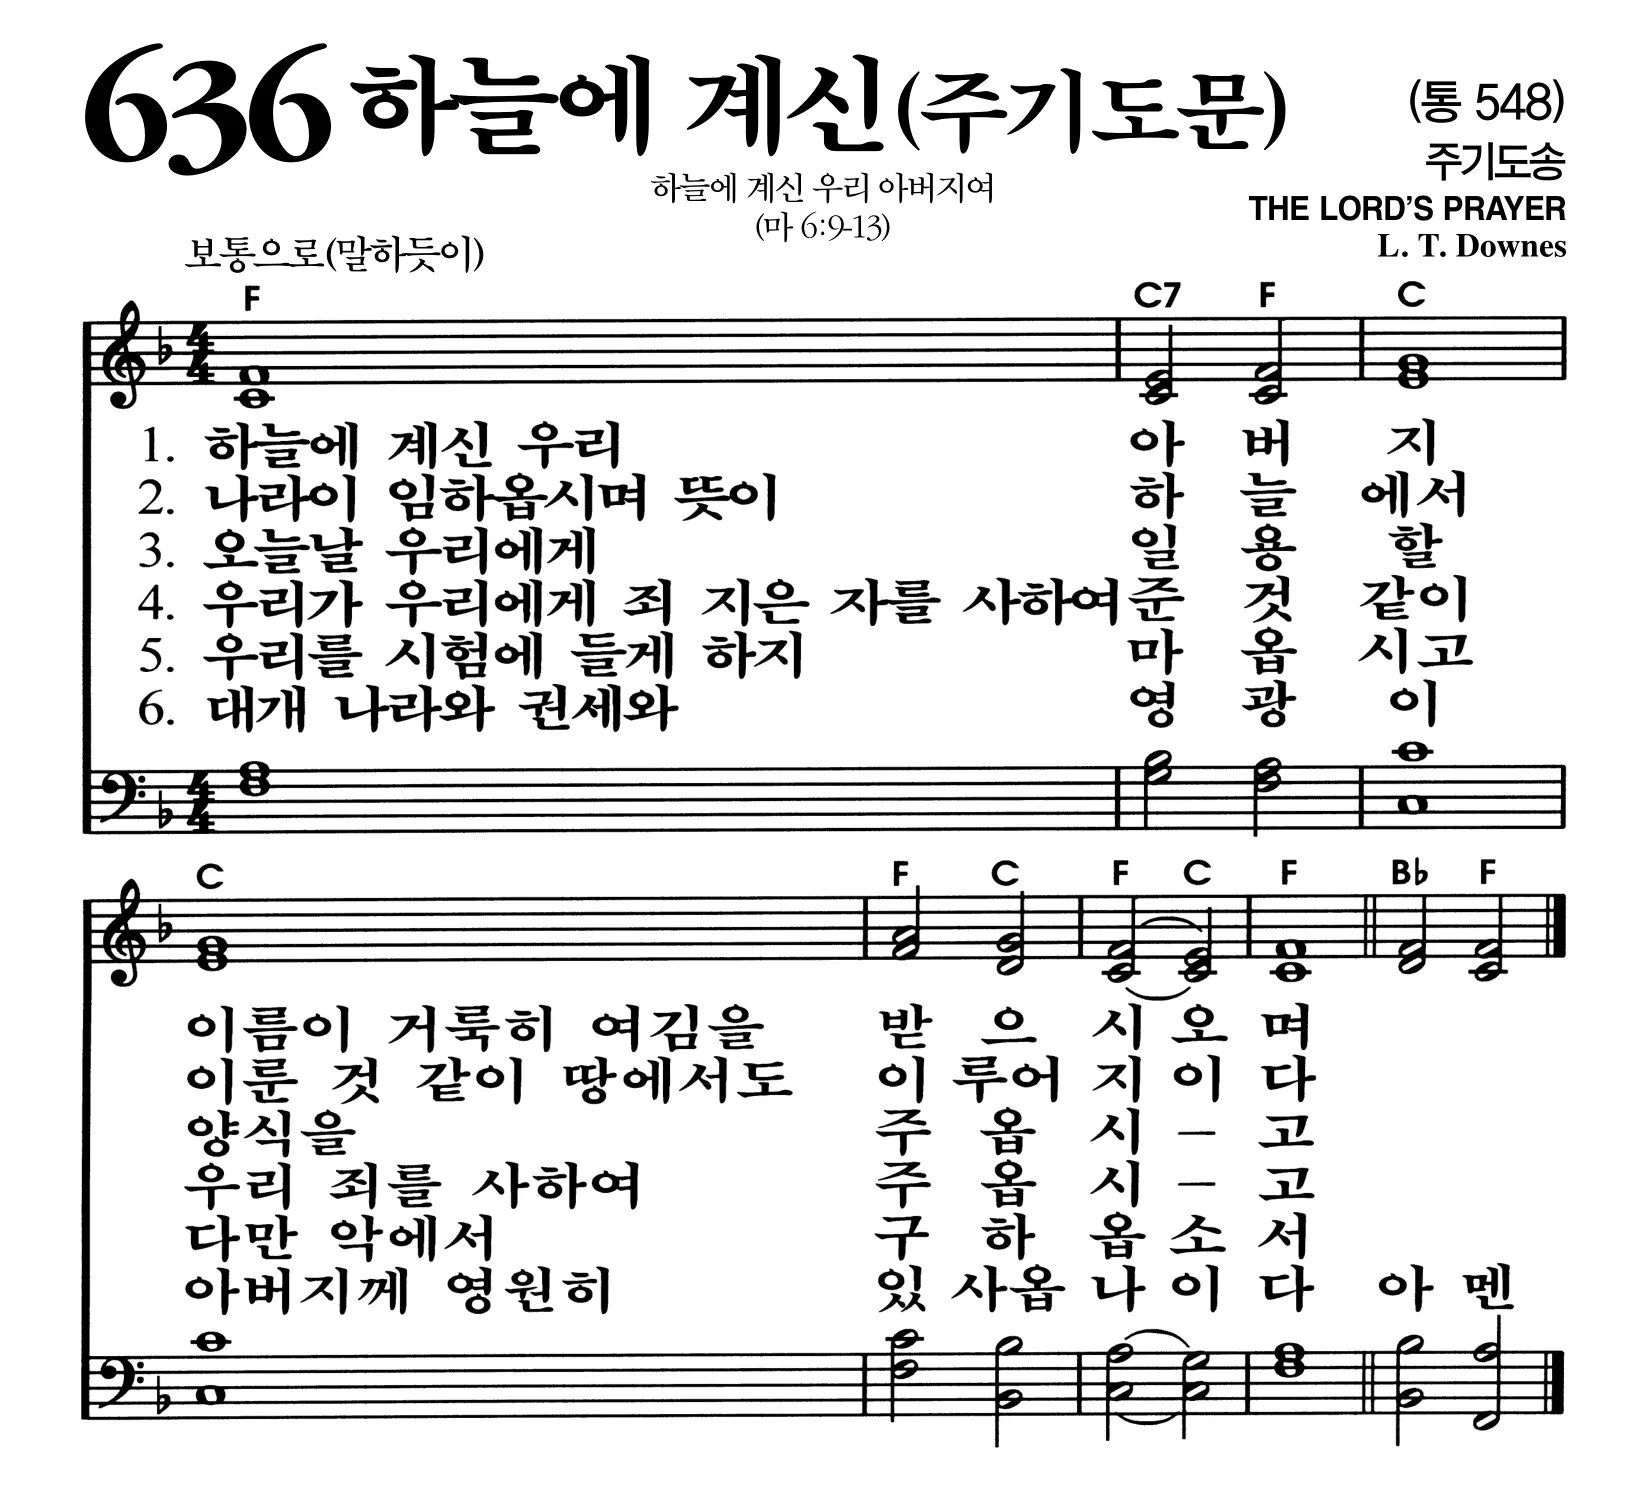 636 하늘에 계신(주기도문)
(통 548)
주기도송
THE LORD'S PRAYER
L. T. Downes
하늘에 계신 우리 아버지여
(마 6:9-13)
보통으로(말하듯이)
F C7 F C
4/4
1. 하늘에 계신 우리 아 버 지
2. 나라이 임하옵시며 뜻이 하 늘 에서
3. 오늘날 우리에게 일 용 할
4. 우리가 우리에게 죄 지은 자를 사하여 준 것 같이
5. 우리를 시험에 들게 하지 마 옵 시고
6. 대개 나라와 권세와 영 광 이
4/4
C F C F C F B♭ F
이름이 거룩히 여김을 받 으 시 오 며
이룬 것 같이 땅에서도 이 루어 지 이 다
양식을 주 옵 시 – 고
우리 죄를 사하여 주 옵 시 – 고
다만 악에서 구 하 옵 소 서
아버지께 영원히 있 사옵 나 이 다 아 멘